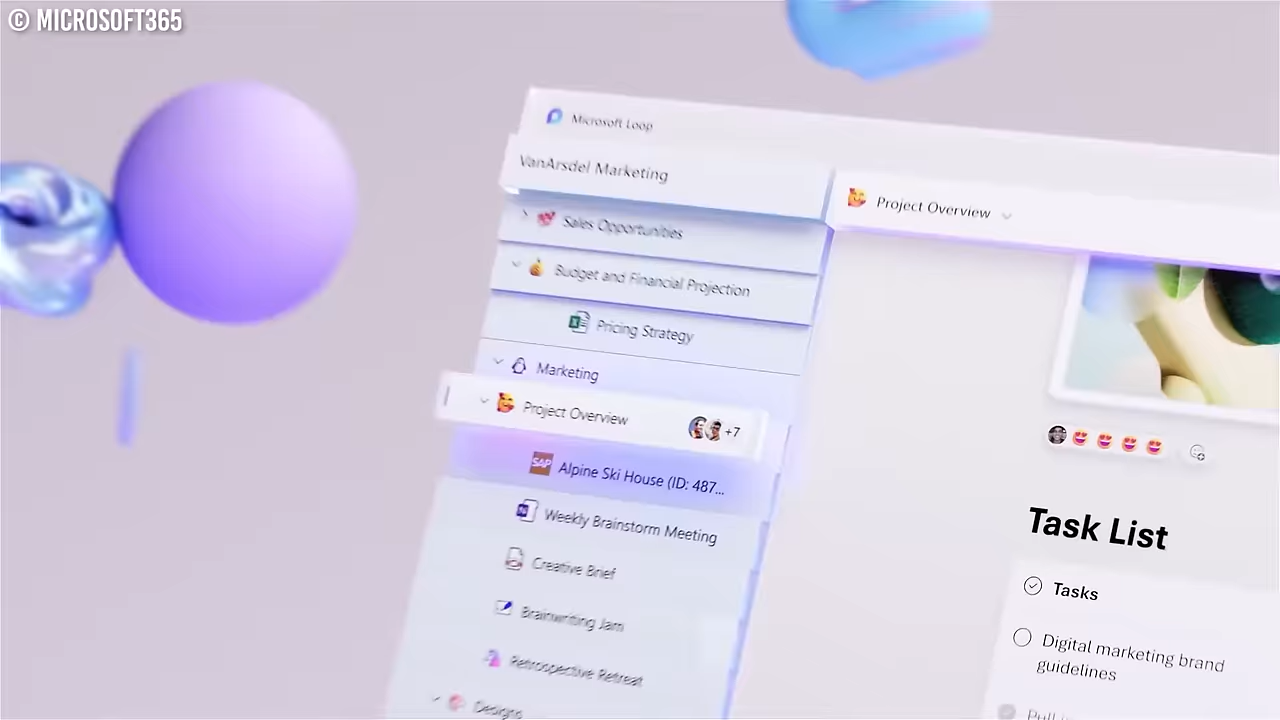 © MICROSOFT365
Microsoft Loop
VanArsdel Marketing
Sales Opportunities
Budget and Financial Projection
Pricing Strategy
Marketing
Project Overview
+7
SAP
Alpine Ski House (ID: 487...
Weekly Brainstorm Meeting
Creative Brief
Brainwriting Jam
Retrospective Retreat
Designs
Project Overview
Task List
Tasks
Digital marketing brand
guidelines